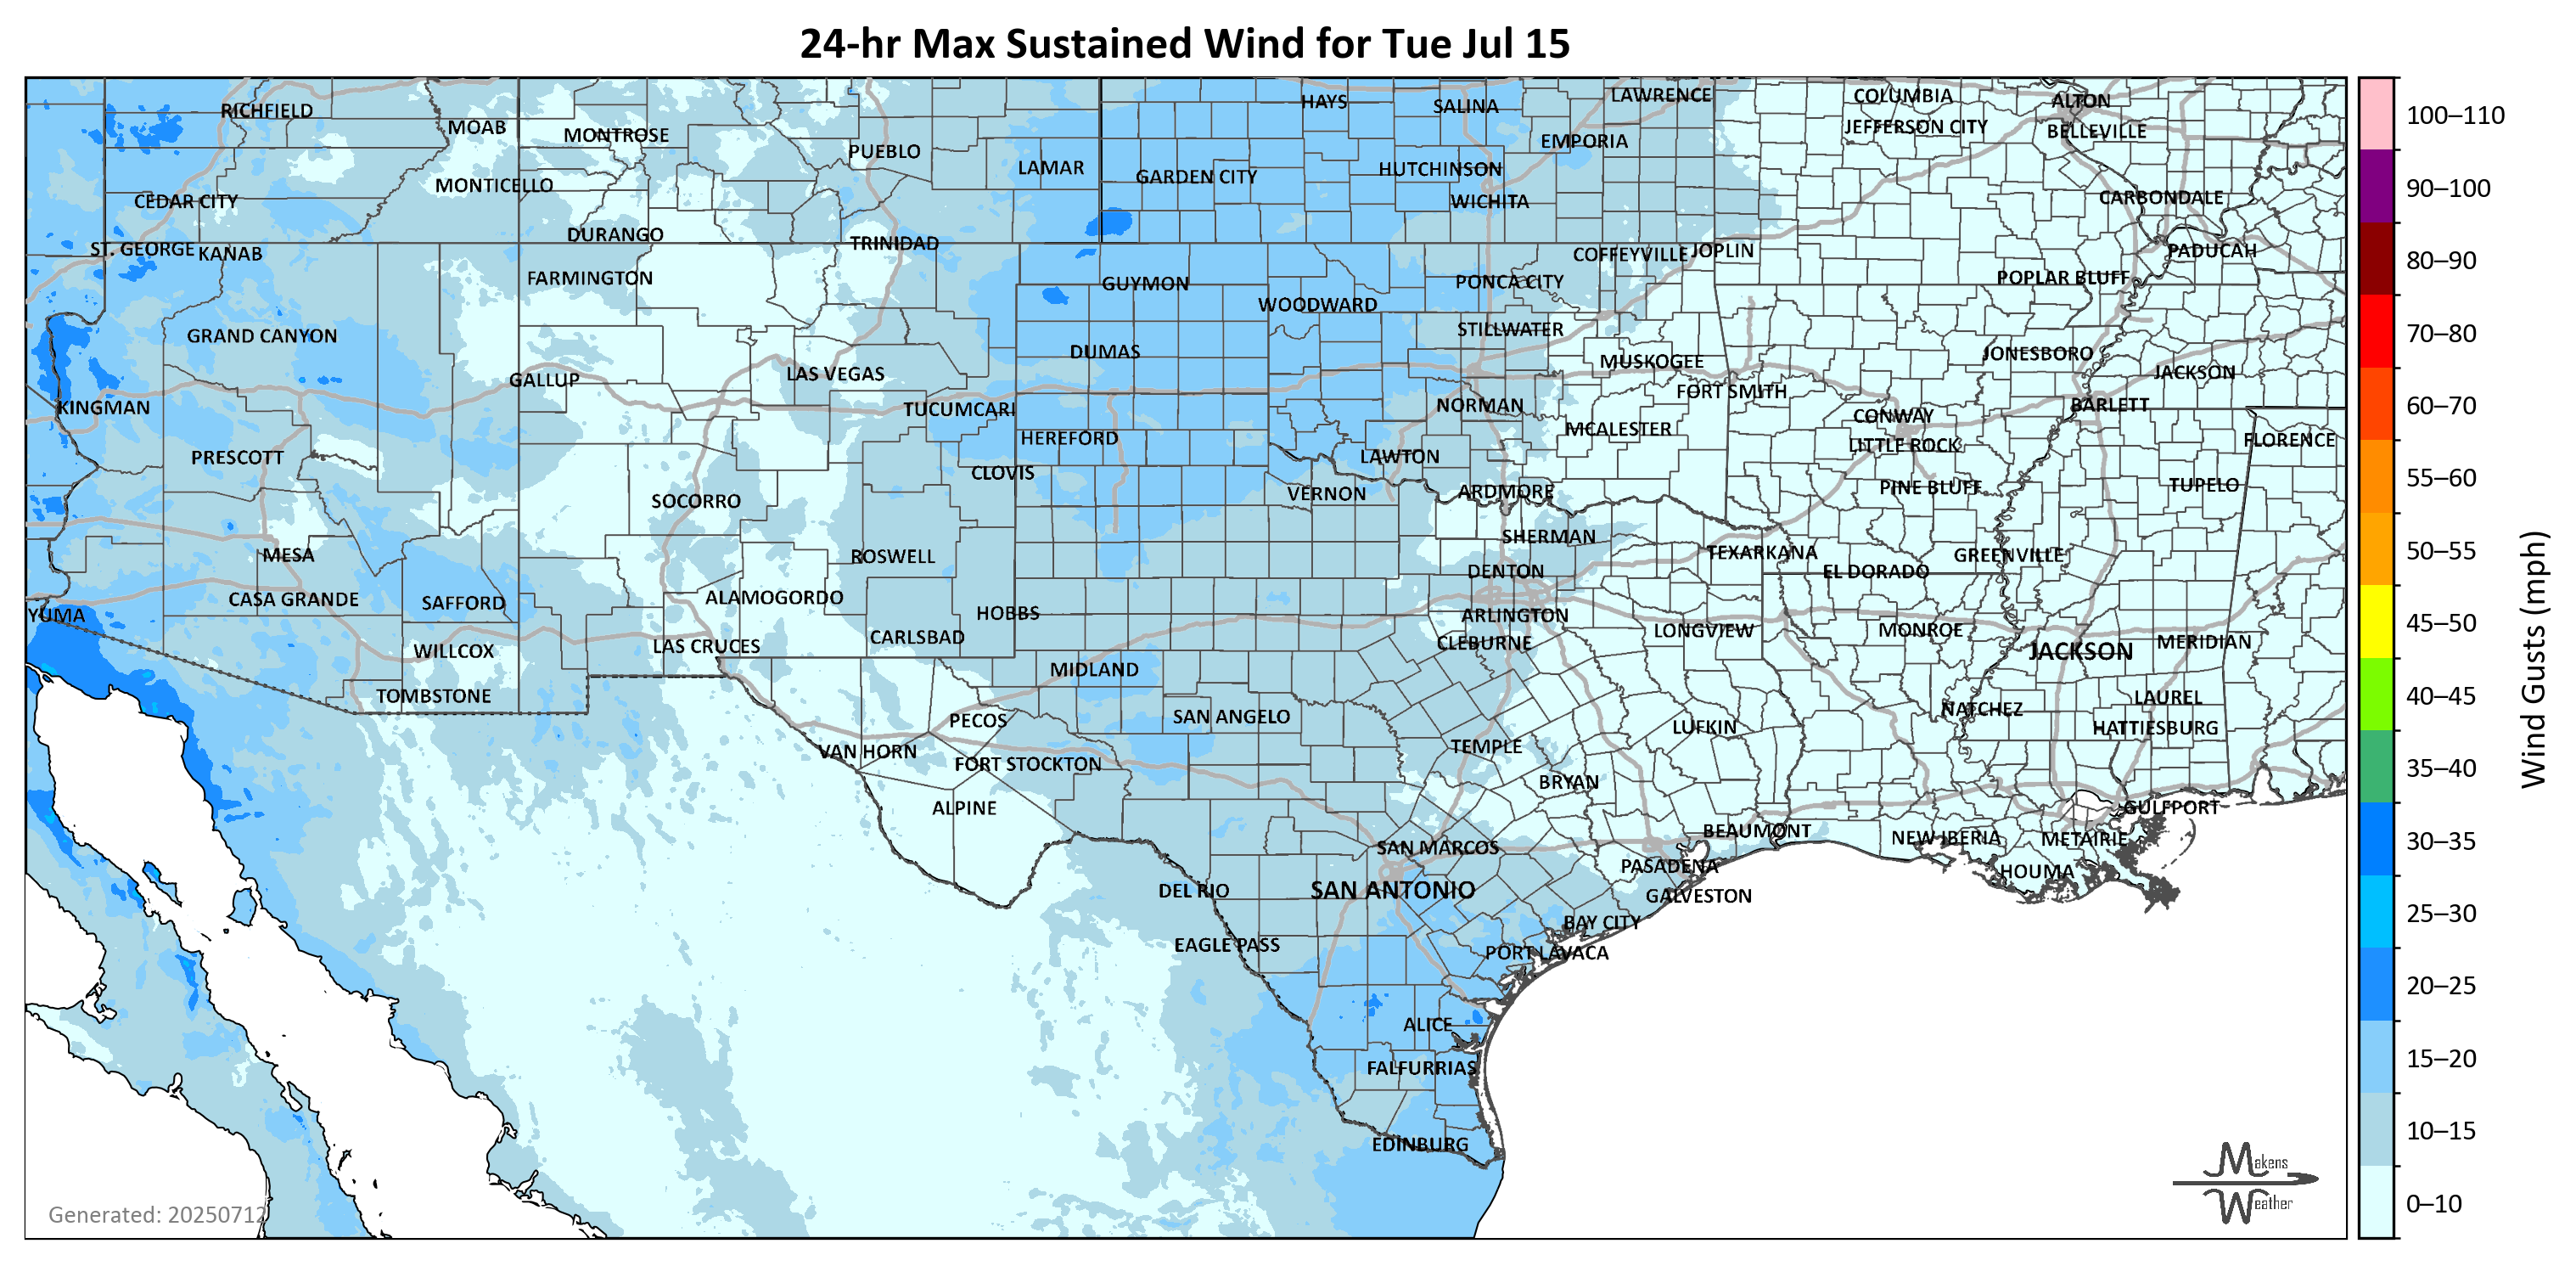 24-hr Max Sustained Wind for Tue Jul 15
RICHFIELD
MOAB
MONTROSE
PUEBLO
LAMAR
HAYS
SALINA
LAWRENCE
COLUMBIA
ALTON
JEFFERSON CITY
BELLEVILLE
EMPORIA
GARDEN CITY
HUTCHINSON
MONTICELLO
CEDAR CITY
WICHITA
CARBONDALE
DURANGO
TRINIDAD
ST. GEORGE
KANAB
COFFEYVILLE
JOPLIN
PADUCAH
FARMINGTON
GUYMON
PONCA CITY
POPLAR BLUFF
WOODWARD
GRAND CANYON
STILLWATER
DUMAS
MUSKOGEE
JONESBORO
JACKSON
GALLUP
LAS VEGAS
FORT SMITH
KINGMAN
TUCUMCARI
NORMAN
CONWAY
BARLETT
HEREFORD
MCALESTER
LITTLE ROCK
FLORENCE
PRESCOTT
CLOVIS
LAWTON
SOCORRO
VERNON
ARDMORE
PINE BLUFF
TUPELO
MESA
ROSWELL
SHERMAN
TEXARKANA
GREENVILLE
DENTON
EL DORADO
CASA GRANDE
SAFFORD
ALAMOGORDO
HOBBS
ARLINGTON
YUMA
CARLSBAD
CLEBURNE
LONGVIEW
MONROE
WILLCOX
LAS CRUCES
MIDLAND
JACKSON
MERIDIAN
TOMBSTONE
PECOS
SAN ANGELO
NATCHEZ
LAUREL
LUFKIN
HATTIESBURG
VAN HORN
FORT STOCKTON
TEMPLE
BRYAN
ALPINE
GULFPORT
BEAUMONT
NEW IBERIA
METAIRIE
SAN MARCOS
PASADENA
HOUMA
DEL RIO
SAN ANTONIO
GALVESTON
BAY CITY
EAGLE PASS
PORT LAVACA
ALICE
FALFURRIAS
EDINBURG
Generated: 20250712
Makens
Weather
100–110
90–100
80–90
70–80
60–70
55–60
50–55
45–50
40–45
35–40
30–35
25–30
20–25
15–20
10–15
0–10
Wind Gusts (mph)